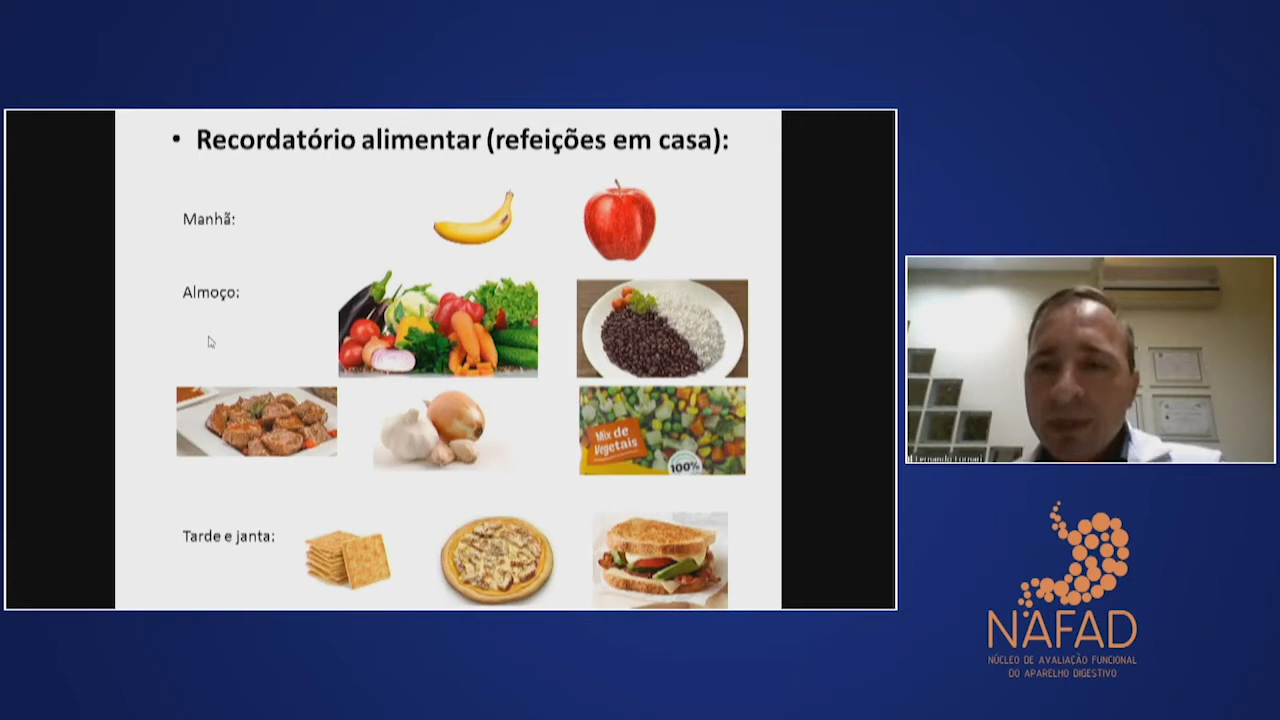 • Recordatório alimentar (refeições em casa):
Manhã:
Almoço:
Mix de
Vegetais
100%
Tarde e janta:
NAFAD
NÚCLEO DE AVALIAÇÃO FUNCIONAL
DO APARELHO DIGESTIVO